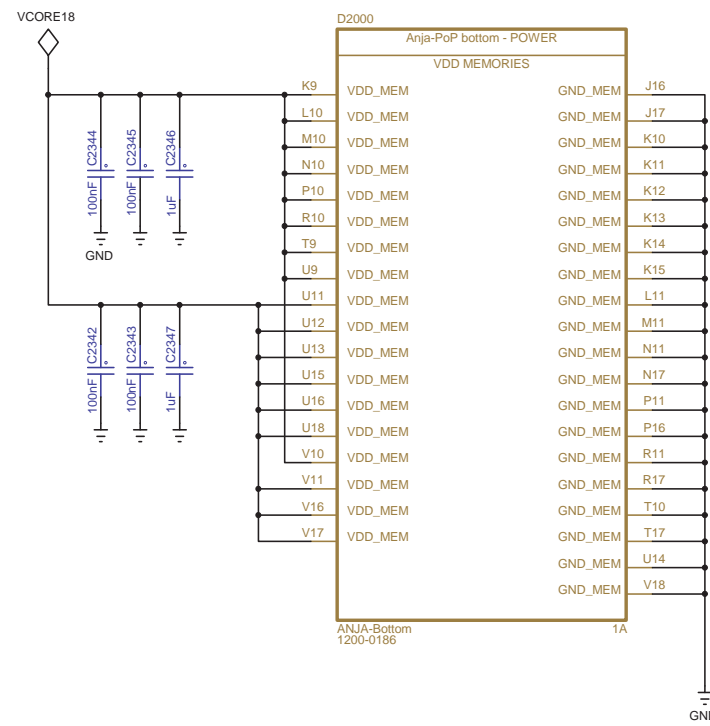 VCORE18
D2000
Anja-PoP bottom - POWER
VDD MEMORIES
K9 VDD_MEM GND_MEM J16
L10 VDD_MEM GND_MEM J17
M10 VDD_MEM GND_MEM K10
N10 VDD_MEM GND_MEM K11
P10 VDD_MEM GND_MEM K12
R10 VDD_MEM GND_MEM K13
T9 VDD_MEM GND_MEM K14
U9 VDD_MEM GND_MEM K15
U11 VDD_MEM GND_MEM L11
U12 VDD_MEM GND_MEM M11
U13 VDD_MEM GND_MEM N11
U15 VDD_MEM GND_MEM N17
U16 VDD_MEM GND_MEM P11
U18 VDD_MEM GND_MEM P16
V10 VDD_MEM GND_MEM R11
V11 VDD_MEM GND_MEM R17
V16 VDD_MEM GND_MEM T10
V17 VDD_MEM GND_MEM T17
GND_MEM U14
GND_MEM V18
C2344
100nF
C2345
100nF
C2346
1uF
GND
C2342
100nF
C2343
100nF
C2347
1uF
ANJA-Bottom 1A
1200-0186
GND